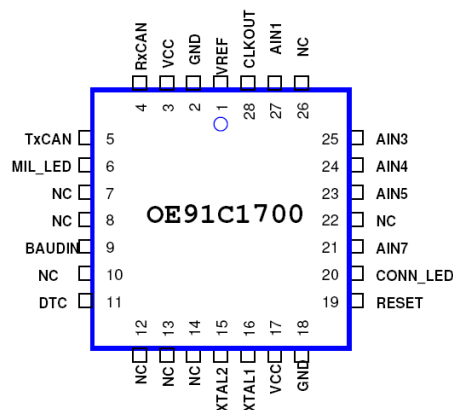 RxCAN VCC GND VREF CLKOUT AIN1 NC
4 3 2 1 28 27 26
TxCAN 5 25 AIN3
MIL_LED 6 24 AIN4
NC 7 23 AIN5
NC 8 22 NC
OE91C1700
BAUDIN 9 21 AIN7
NC 10 20 CONN_LED
DTC 11 19 RESET
12 13 14 15 16 17 18
NC NC NC XTAL2 XTAL1 VCC GND